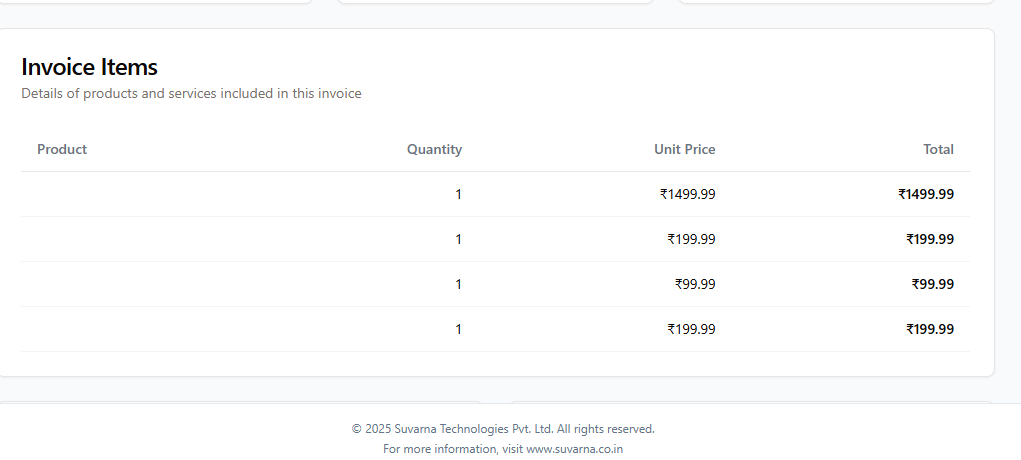 Invoice Items
Details of products and services included in this invoice
Product Quantity Unit Price Total
1 ₹1499.99 ₹1499.99
1 ₹199.99 ₹199.99
1 ₹99.99 ₹99.99
1 ₹199.99 ₹199.99
© 2025 Suvarna Technologies Pvt. Ltd. All rights reserved.
For more information, visit www.suvarna.co.in